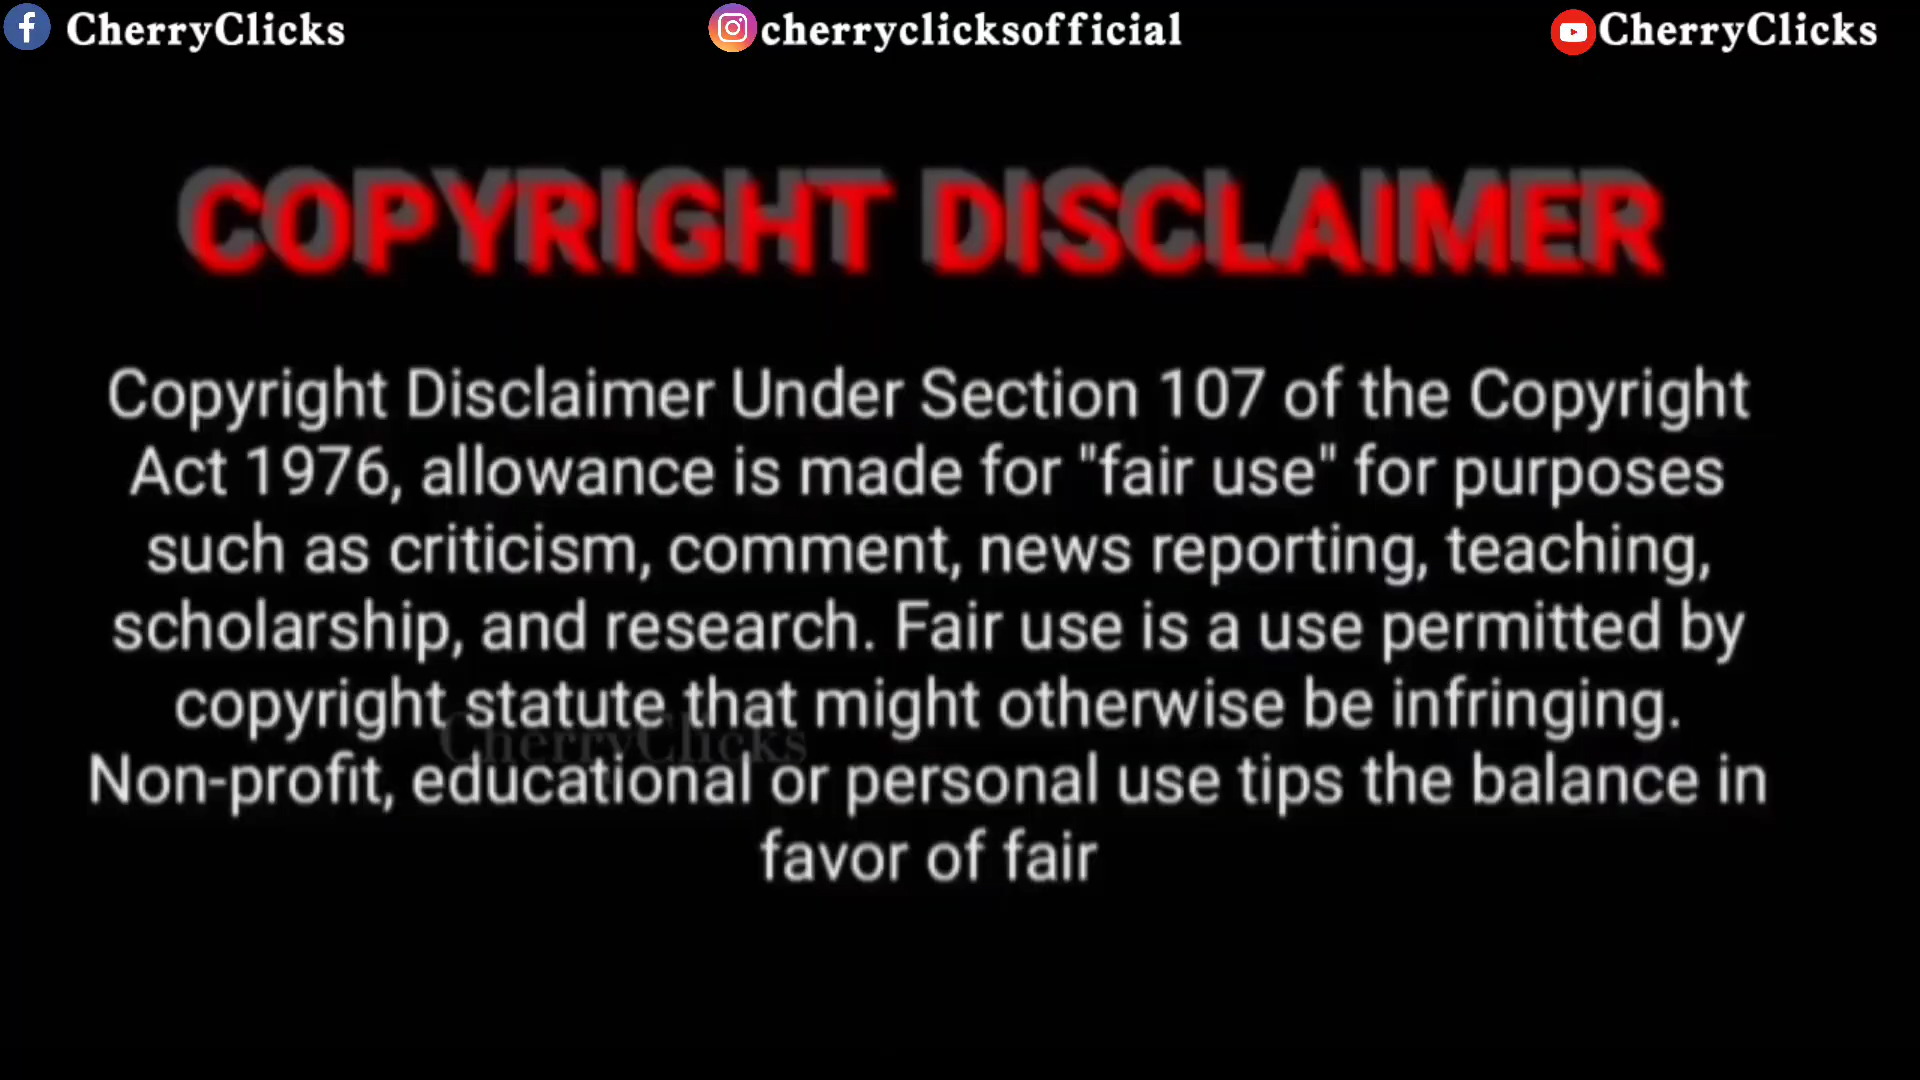 CherryClicks
cherryclicksofficial
CherryClicks
COPYRIGHT DISCLAIMER
Copyright Disclaimer Under Section 107 of the Copyright
Act 1976, allowance is made for "fair use" for purposes
such as criticism, comment, news reporting, teaching,
scholarship, and research. Fair use is a use permitted by
copyright statute that might otherwise be infringing.
CherryClicks
Non-profit, educational or personal use tips the balance in
favor of fair